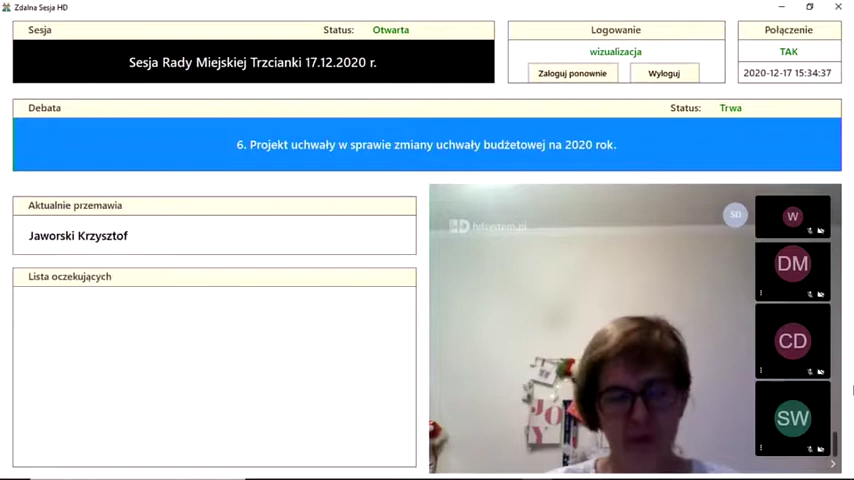 Zdalna Sesja HD
Sesja
Status: Otwarta
Sesja Rady Miejskiej Trzcianki 17.12.2020 r.
Logowanie
wizualizacja
Zaloguj ponownie
Wyloguj
Połączenie
TAK
2020-12-17 15:34:37
Debata
Status: Trwa
6. Projekt uchwały w sprawie zmiany uchwały budżetowej na 2020 rok.
Aktualnie przemawia
Jaworski Krzysztof
Lista oczekujących
HD hdsystem.pl
SD
W
DM
CD
SW
JO
Y